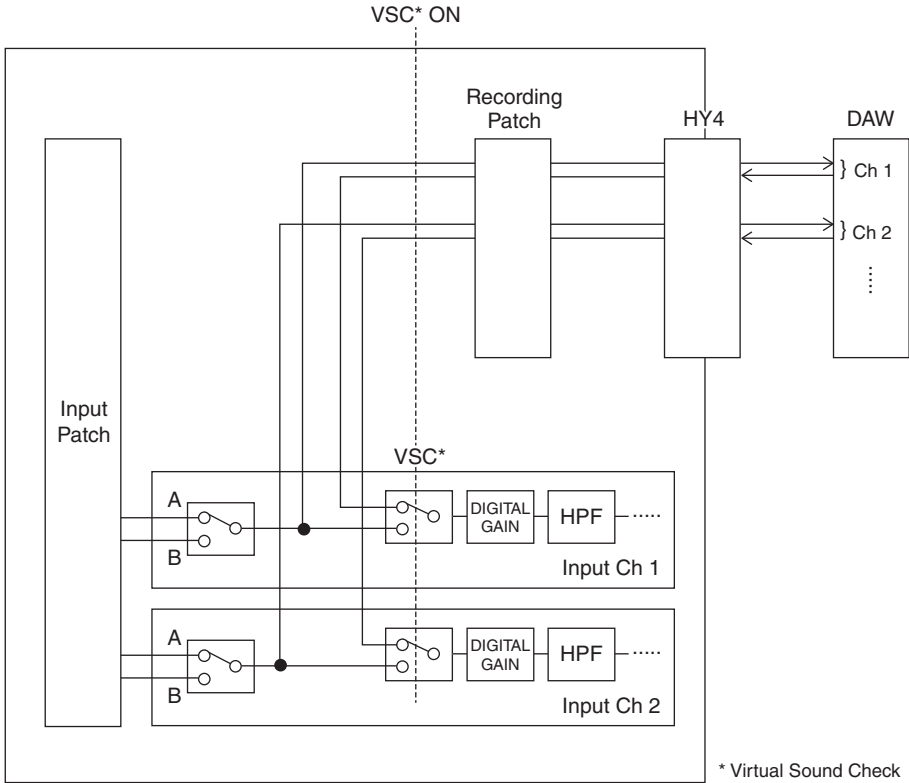 VSC* ON
Recording
Patch
HY4
DAW
} Ch 1
} Ch 2
Input
Patch
VSC*
A
B
DIGITAL
GAIN
HPF
Input Ch 1
A
B
DIGITAL
GAIN
HPF
Input Ch 2
* Virtual Sound Check